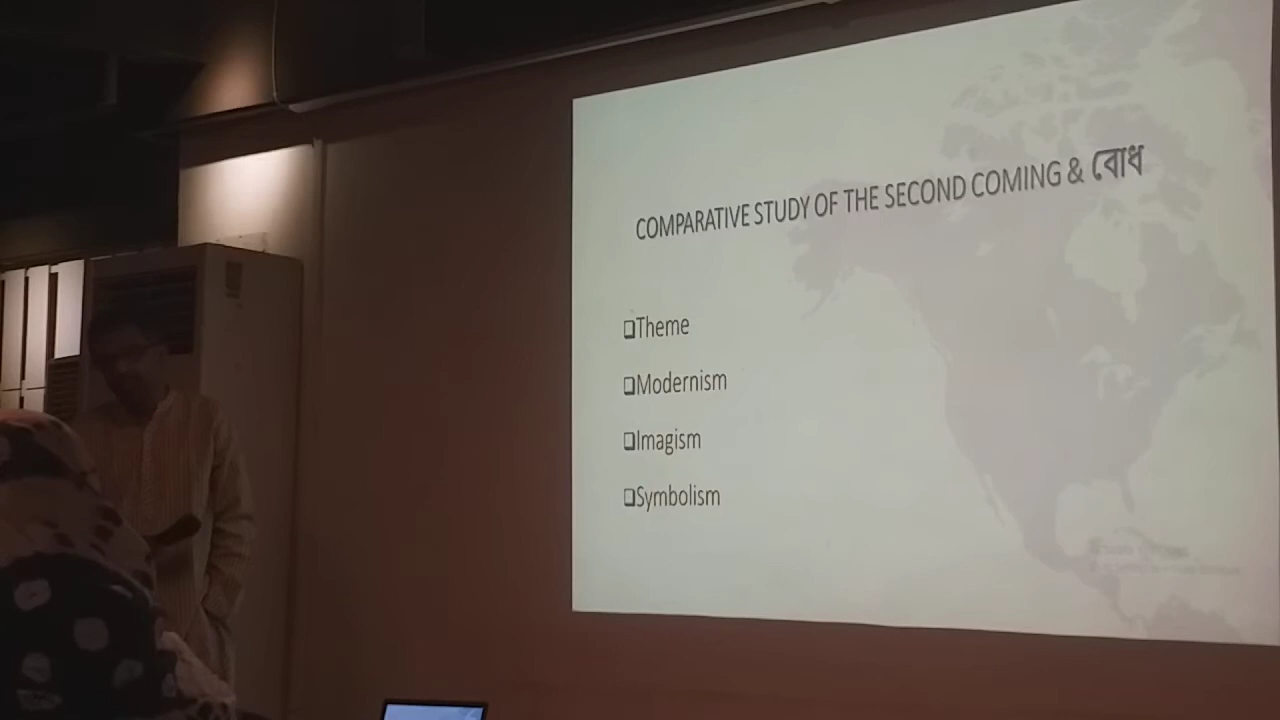 COMPARATIVE STUDY OF THE SECOND COMING & বোধ
❑Theme
❑Modernism
❑Imagism
❑Symbolism